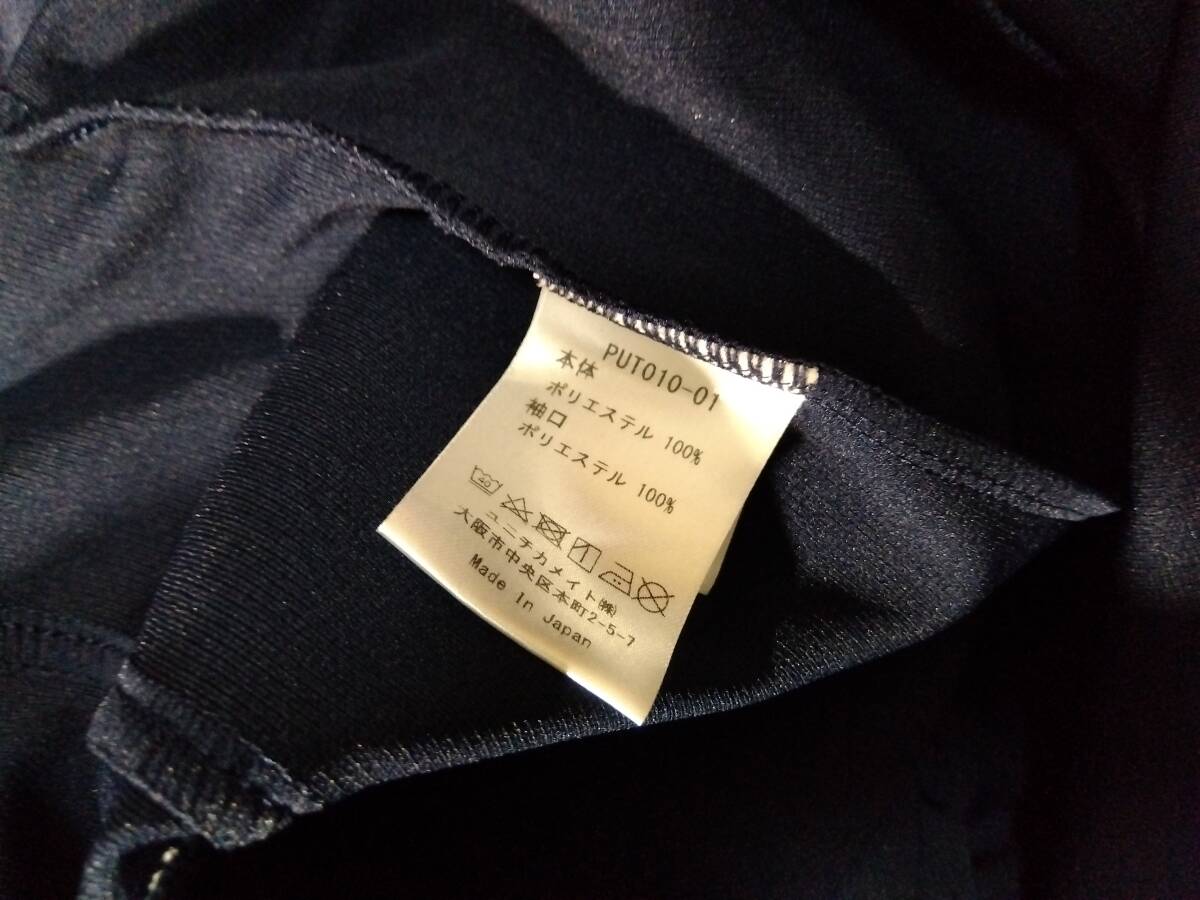 PUT010-01
本体
ポリエステル 100%
袖口
ポリエステル 100%
40
ユニチカメイト㈱
大阪市中央区本町2-5-7
Made In Japan